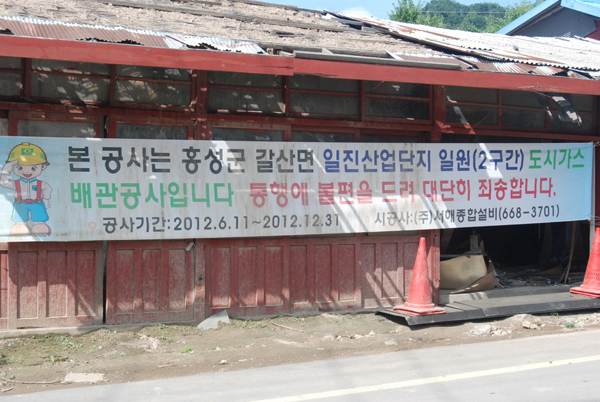 본 공사는 홍성군 갈산면 일진산업단지 일원(2구간) 도시가스
배관공사입니다 통행에 불편을 드려 대단히 죄송합니다.
공사기간:2012.6.11~2012.12.31 시공사:(주)서해종합설비(668-3701)